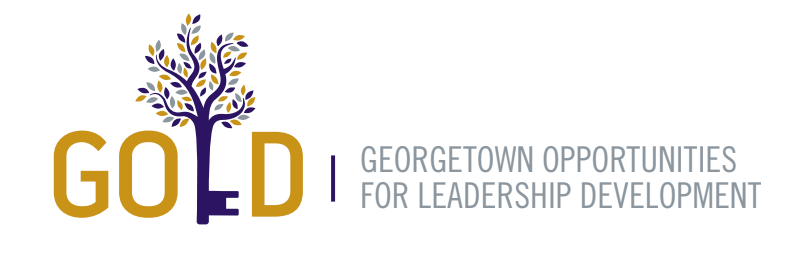 GOLD
GEORGETOWN OPPORTUNITIES
FOR LEADERSHIP DEVELOPMENT